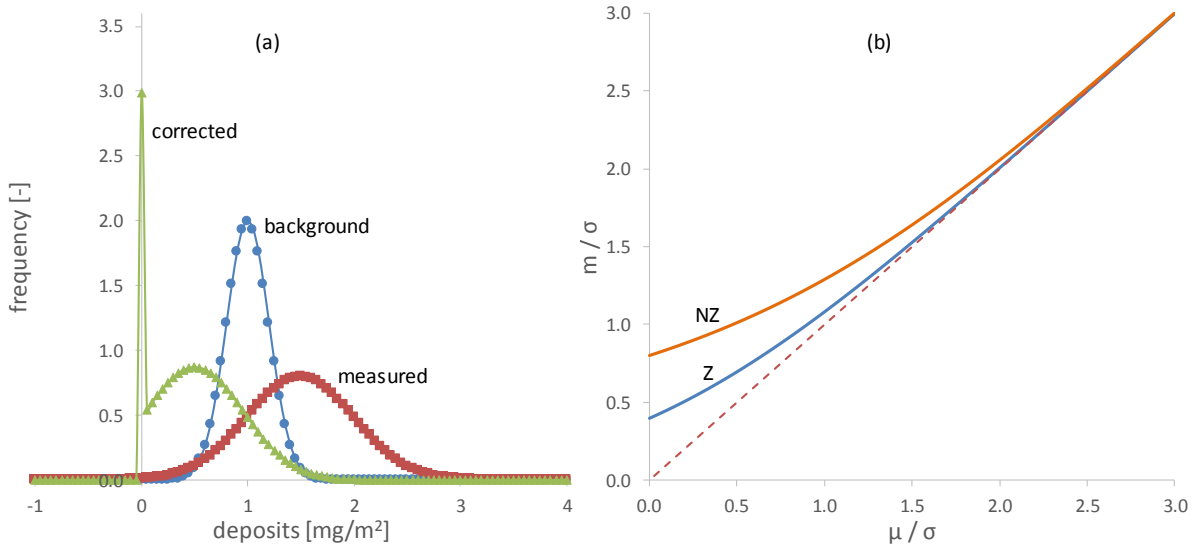 (a)
frequency [-]
3.5
3.0
2.5
2.0
1.5
1.0
0.5
0.0
corrected
background
measured
-1
0
1
2
3
4
deposits [mg/m²]
(b)
m / σ
3.0
2.5
2.0
1.5
1.0
0.5
0.0
NZ
Z
0.0
0.5
1.0
1.5
2.0
2.5
3.0
μ / σ